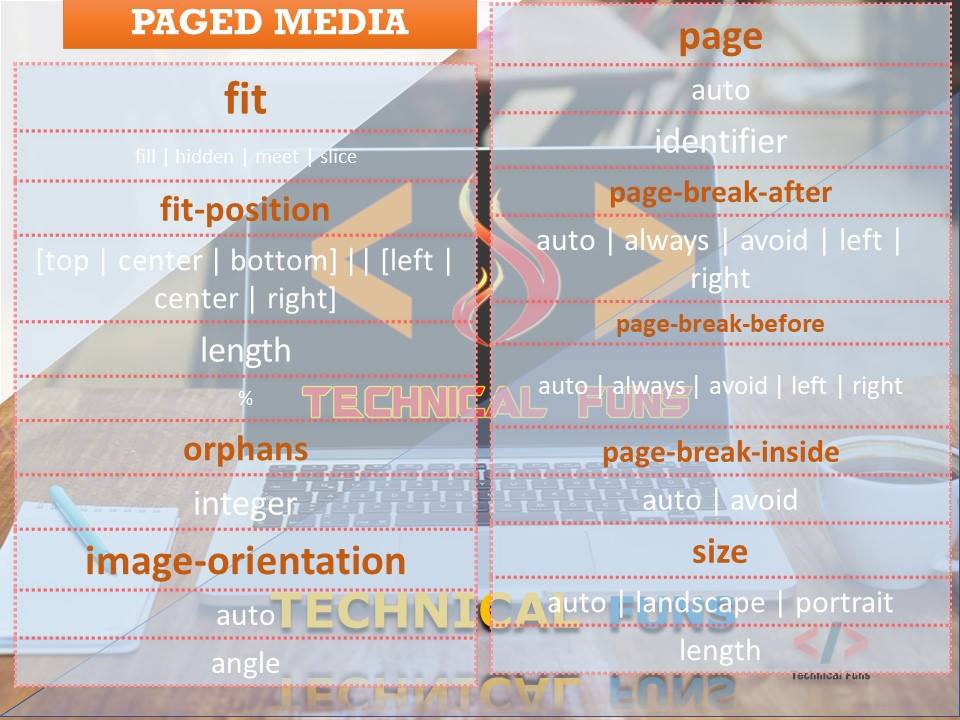 PAGED MEDIA
fit
fill | hidden | meet | slice
fit-position
[top | center | bottom] || [left |
center | right]
length
%
orphans
integer
image-orientation
auto
angle
page
auto
identifier
page-break-after
auto | always | avoid | left |
right
page-break-before
auto | always | avoid | left | right
page-break-inside
auto | avoid
size
auto | landscape | portrait
length
TECHNICAL FUNS
TECHNICAL FUNS
</>
Technical Funs